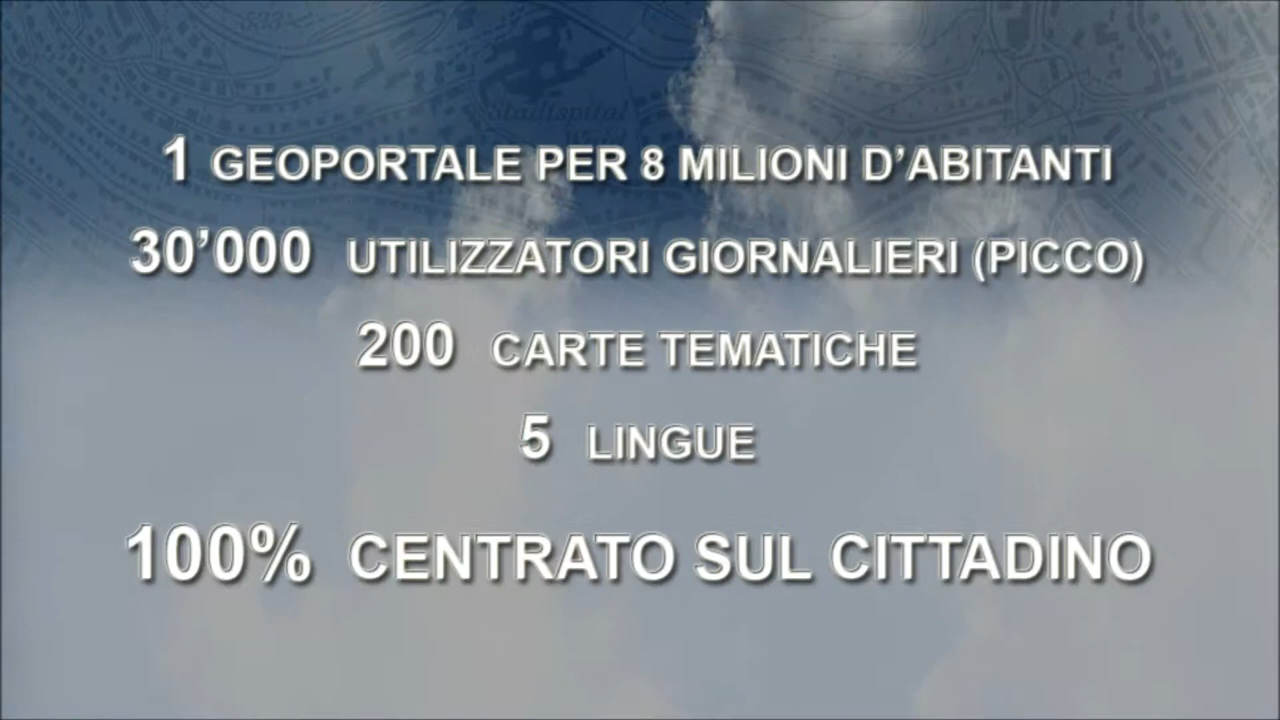 Stadtspital
1 GEOPORTALE PER 8 MILIONI D’ABITANTI
30’000 UTILIZZATORI GIORNALIERI (PICCO)
200 CARTE TEMATICHE
5 LINGUE
100% CENTRATO SUL CITTADINO